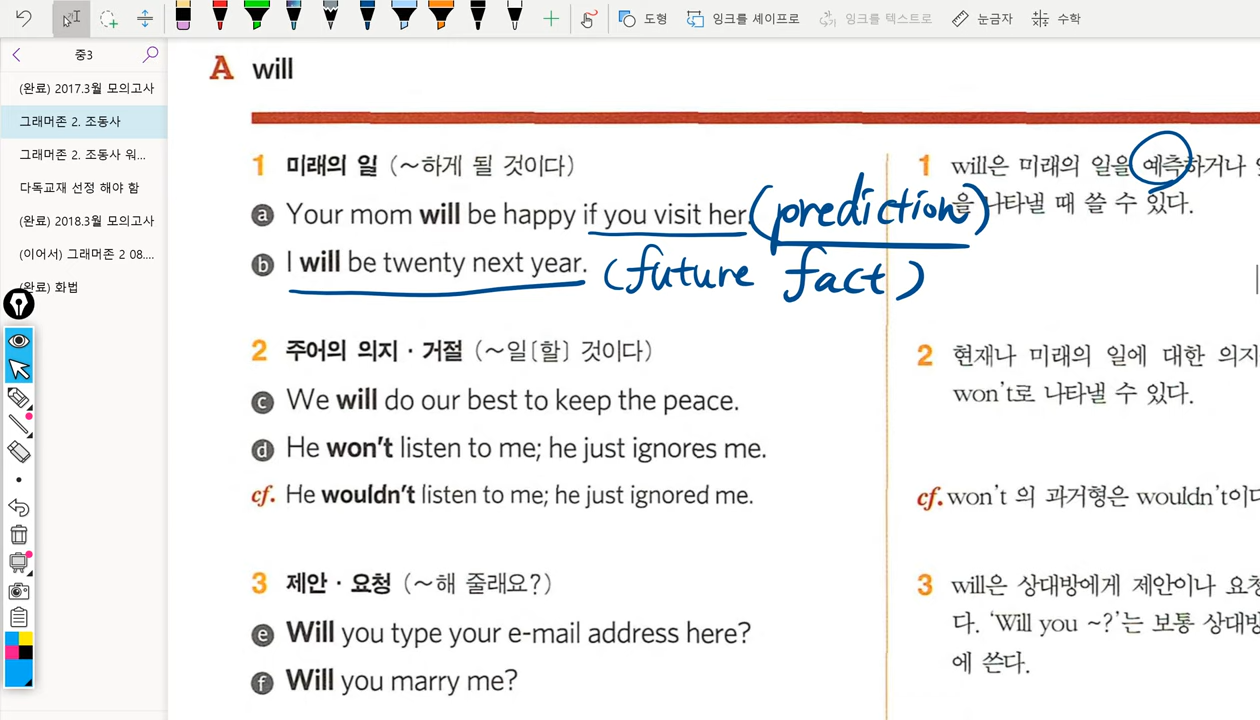 도형
잉크를 셰이프로
잉크를 텍스트로
눈금자
수학
중3
(완료) 2017.3월 모의고사
그래머존 2. 조동사
그래머존 2. 조동사 워...
다독교재 선정 해야 함
(완료) 2018.3월 모의고사
(이어서) 그래머존 2 08....
(완료) 화법
A will
1 미래의 일 (~하게 될 것이다)
a Your mom will be happy if you visit her. (prediction)
b I will be twenty next year. (future fact)
2 주어의 의지·거절 (~일[할] 것이다)
c We will do our best to keep the peace.
d He won't listen to me; he just ignores me.
cf. He wouldn't listen to me; he just ignored me.
3 제안·요청 (~해 줄래요?)
e Will you type your e-mail address here?
f Will you marry me?
1 will은 미래의 일을 예측하거나
을 나타낼 때 쓸 수 있다.
2 현재나 미래의 일에 대한 의지
won't로 나타낼 수 있다.
cf. won't 의 과거형은 wouldn't이다
3 will은 상대방에게 제안이나 요청
다. 'Will you ~?'는 보통 상대방
에 쓴다.